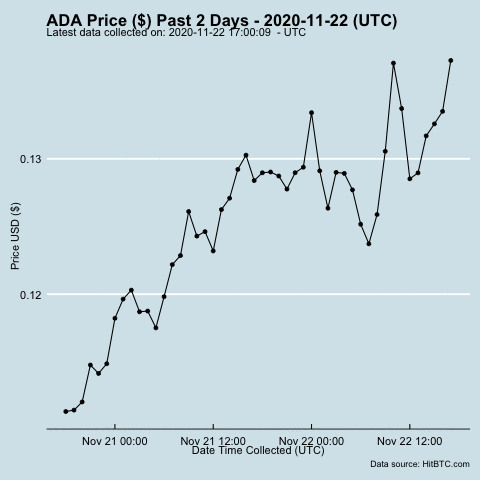 ADA Price ($) Past 2 Days - 2020-11-22 (UTC)
Latest data collected on: 2020-11-22 17:00:09  - UTC
0.13
Price USD ($)
0.12
Nov 21 00:00 Nov 21 12:00 Nov 22 00:00 Nov 22 12:00
Date Time Collected (UTC)
Data source: HitBTC.com